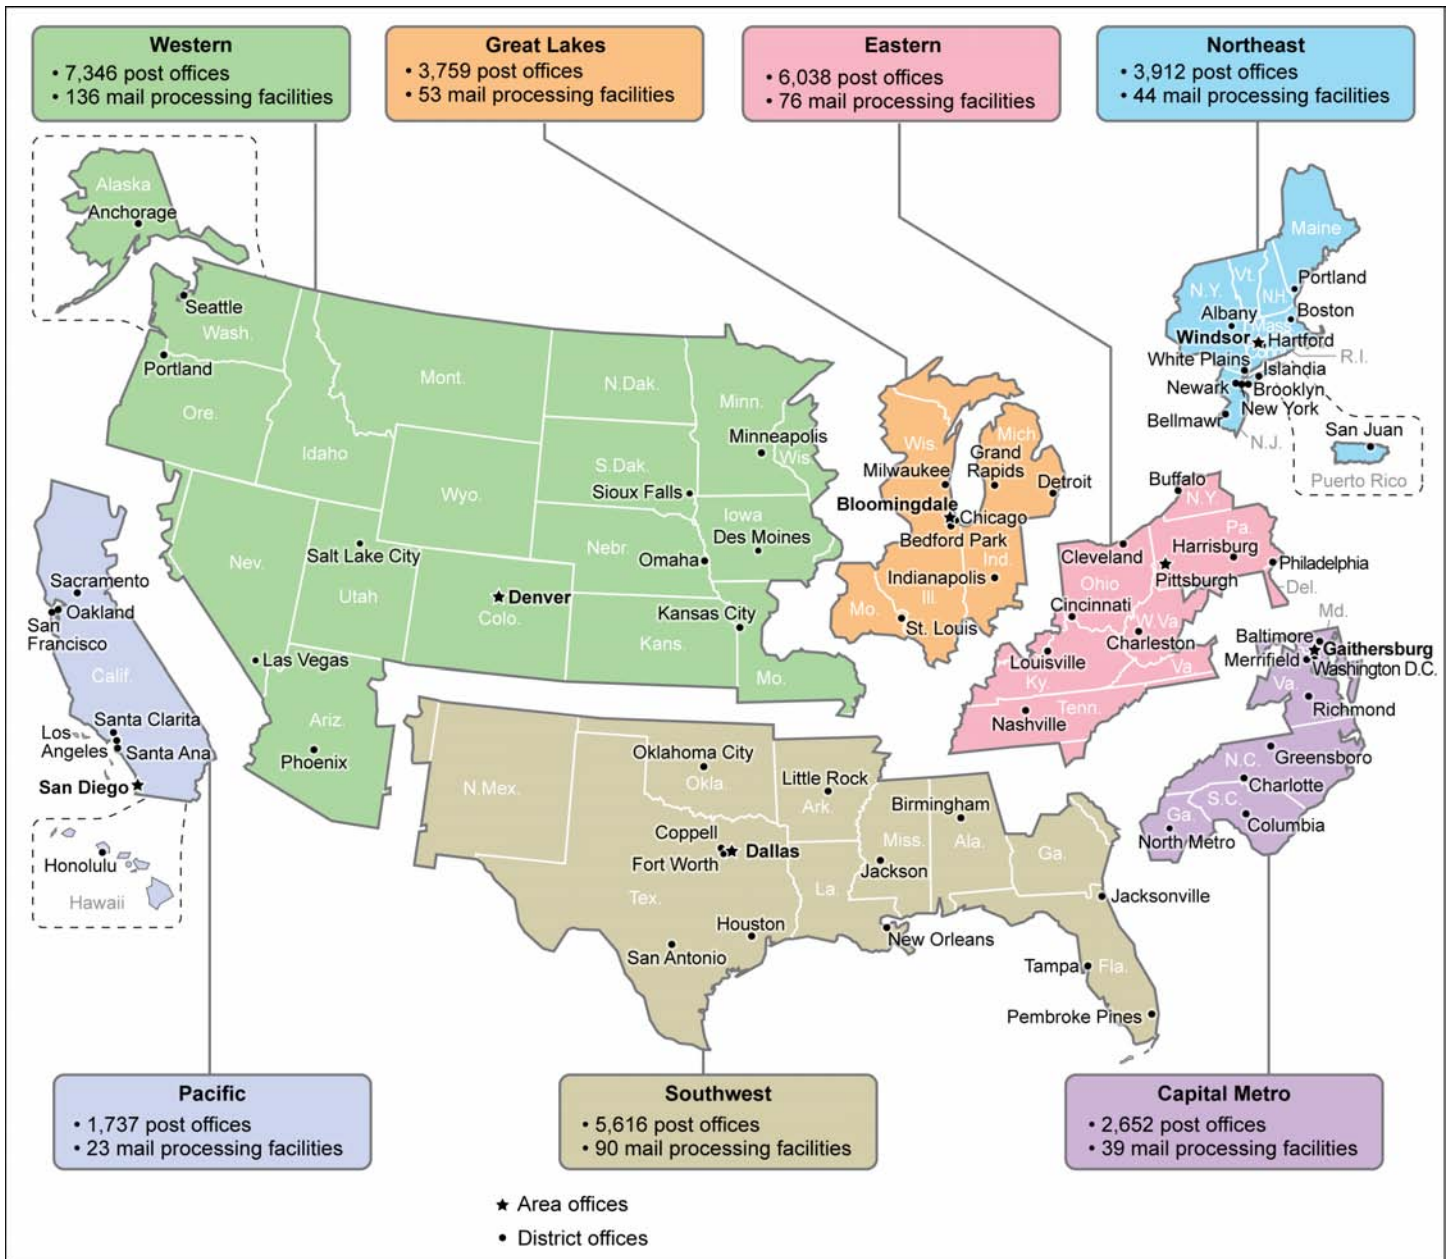 Western
• 7,346 post offices
• 136 mail processing facilities
Great Lakes
• 3,759 post offices
• 53 mail processing facilities
Eastern
• 6,038 post offices
• 76 mail processing facilities
Northeast
• 3,912 post offices
• 44 mail processing facilities
Alaska
Anchorage
Seattle
Wash.
Portland
Ore.
Mont.
Idaho
Wyo.
N.Dak.
S.Dak.
Sioux Falls
Minn.
Minneapolis
Wis.
Iowa
Des Moines
Nebr.
Omaha
Nev.
Salt Lake City
Utah
Denver
Colo.
Kansas City
Kans.
Mo.
Las Vegas
Ariz.
Phoenix
Sacramento
Oakland
San
Francisco
Calif.
Santa Clarita
Los
Angeles
Santa Ana
San Diego
Honolulu
Hawaii
Wis.
Mich.
Milwaukee
Grand
Rapids
Detroit
Bloomingdale
Chicago
Bedford Park
Ind.
Indianapolis
Ill.
Mo.
St. Louis
Maine
Vt.
N.Y.
NH.
Portland
Albany
Boston
Mass
Windsor
Hartford
Conn
R.I.
White Plains
Islandia
Newark
Brooklyn
New York
Bellmawr
N.J.
San Juan
Puerto Rico
Buffalo
N.Y.
Pa.
Cleveland
Harrisburg
Philadelphia
Pittsburgh
Ohio
Del.
Cincinnati
W.Va
Charleston
Louisville
Ky.
Va
Tenn.
Nashville
Md.
Baltimore
Gaithersburg
Merrifield
Washington D.C.
Va.
Richmond
Greensboro
N.C.
Charlotte
S.C.
Columbia
Ga.
North Metro
N.Mex.
Oklahoma City
Okla.
Little Rock
Ark.
Birmingham
Miss.
Ala.
Coppell
Fort Worth
Dallas
Jackson
Ga.
Tex.
La.
Jacksonville
Houston
New Orleans
San Antonio
Tampa
Fla.
Pembroke Pines
Pacific
• 1,737 post offices
• 23 mail processing facilities
Southwest
• 5,616 post offices
• 90 mail processing facilities
Capital Metro
• 2,652 post offices
• 39 mail processing facilities
★ Area offices
• District offices